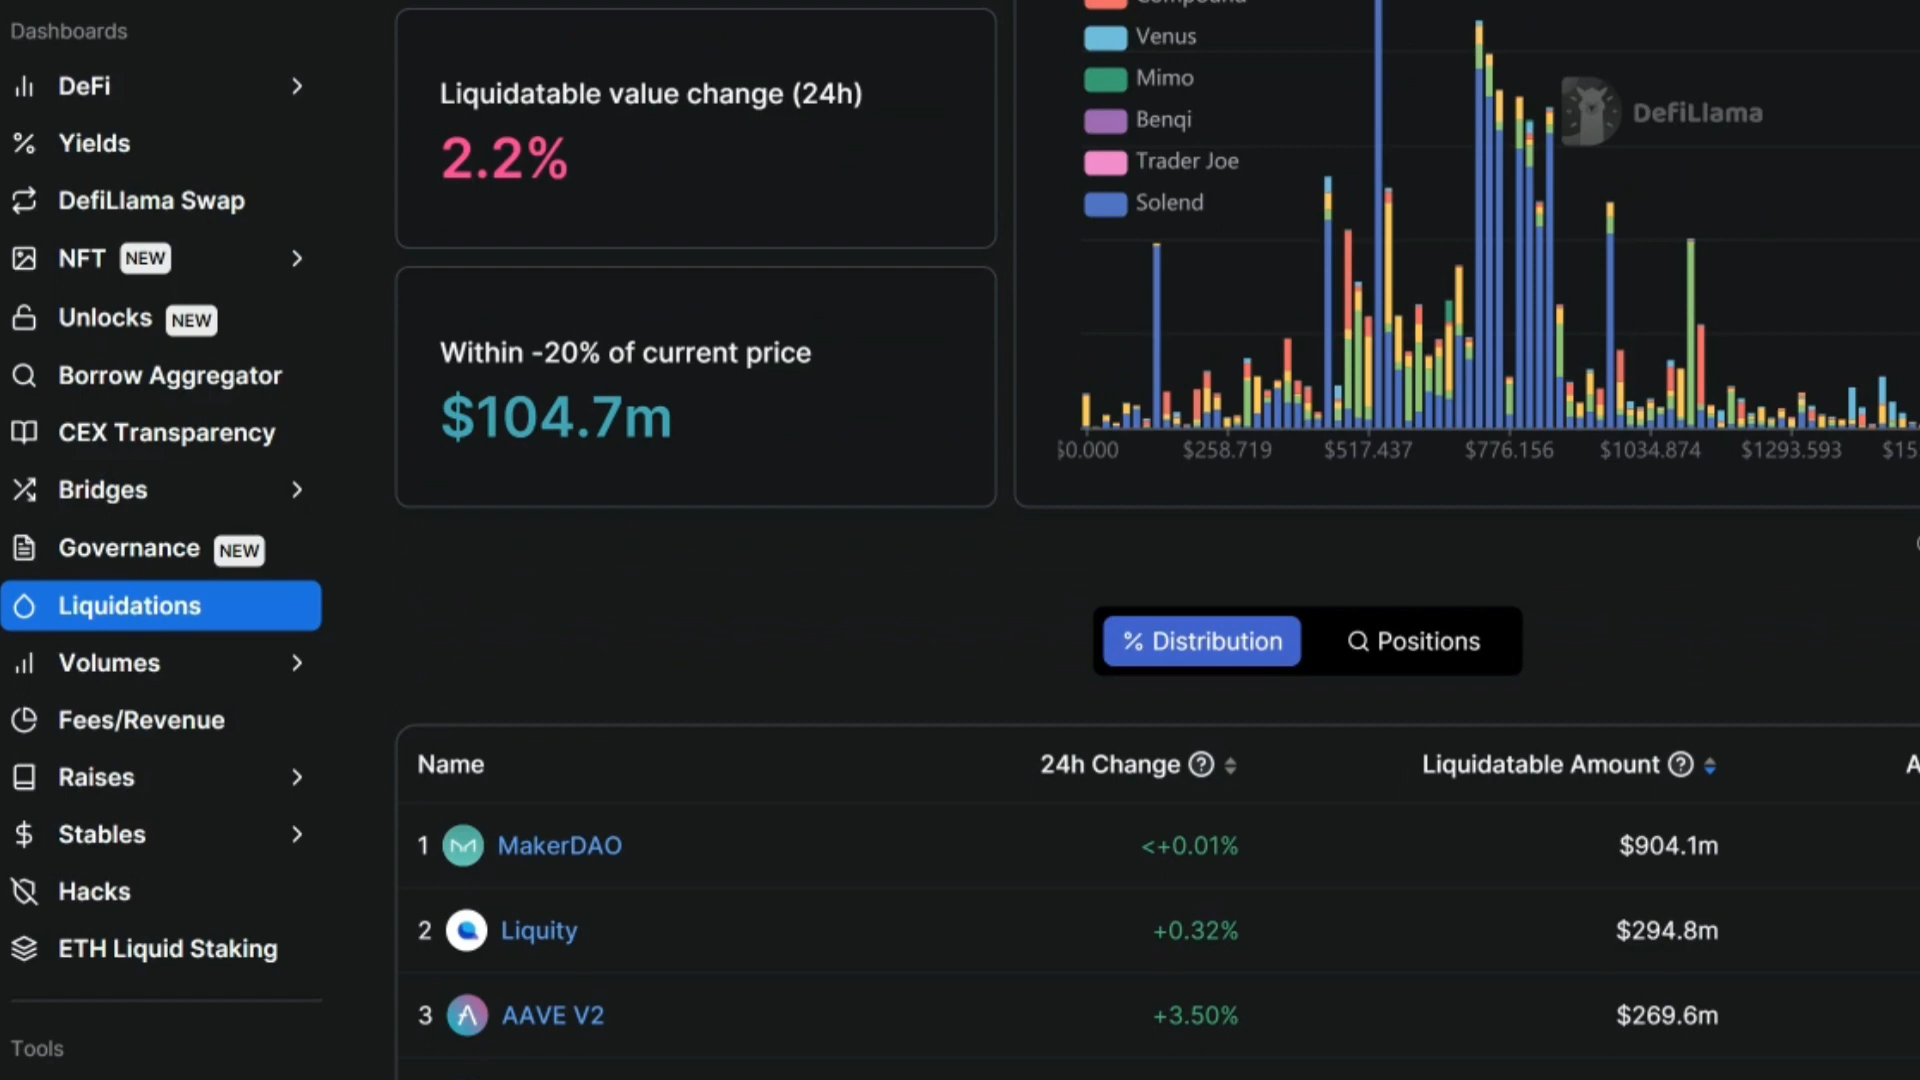 Dashboards
DeFi
Yields
DefiLlama Swap
NFT NEW
Unlocks NEW
Borrow Aggregator
CEX Transparency
Bridges
Governance NEW
Liquidations
Volumes
Fees/Revenue
Raises
Stables
Hacks
ETH Liquid Staking
Tools
Liquidatable value change (24h)
2.2%
Within -20% of current price
$104.7m
Compound
Venus
Mimo
Benqi
Trader Joe
Solend
DefiLlama
$0.000 $258.719 $517.437 $776.156 $1034.874 $1293.593 $15
% Distribution Positions
Name 24h Change Liquidatable Amount A
1 MakerDAO <+0.01% $904.1m
2 Liquity +0.32% $294.8m
3 AAVE V2 +3.50% $269.6m